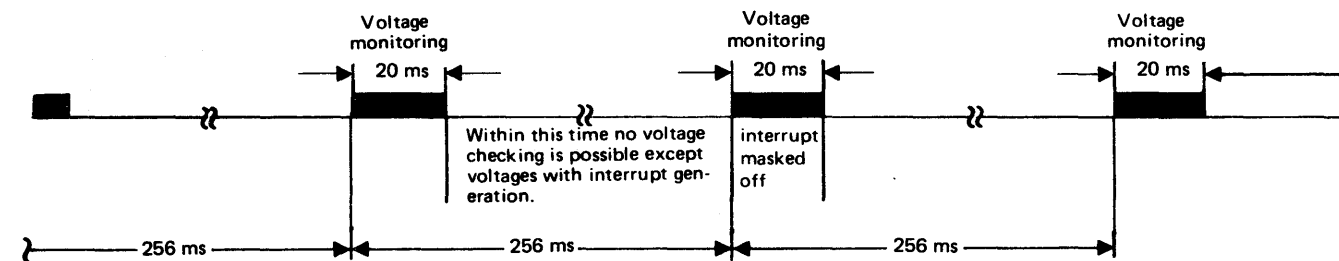 Voltage
monitoring
20 ms
Voltage
monitoring
20 ms
Voltage
monitoring
20 ms
Within this time no voltage
checking is possible except
voltages with interrupt gen-
eration.
interrupt
masked
off
256 ms
256 ms
256 ms